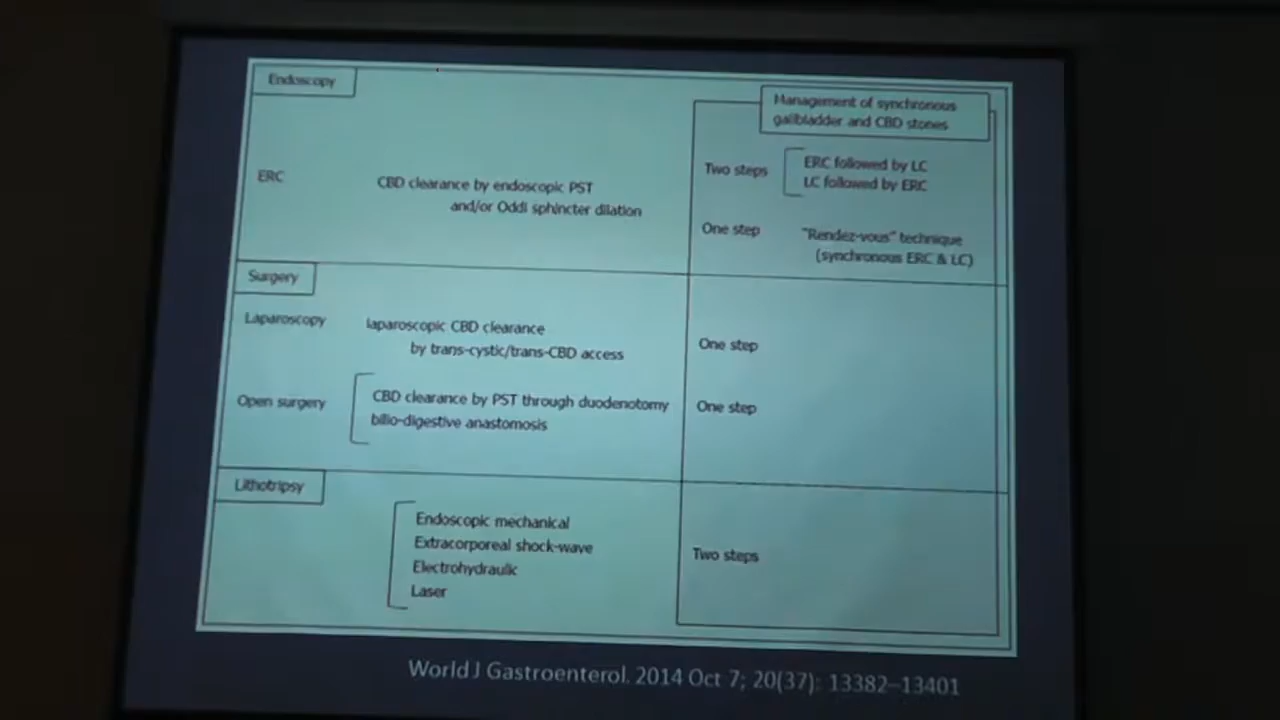 Endoscopy
Management of synchronous
gallbladder and CBD stones
ERC
CBD clearance by endoscopic PST
and/or Oddi sphincter dilation
Two steps
ERC followed by LC
LC followed by ERC
One step
"Rendez-vous" technique
(synchronous ERC & LC)
Surgery
Laparoscopy
laparoscopic CBD clearance
by trans-cystic/trans-CBD access
One step
Open surgery
CBD clearance by PST through duodenotomy
bilio-digestive anastomosis
One step
Lithotripsy
Endoscopic mechanical
Extracorporeal shock-wave
Electrohydraulic
Laser
Two steps
World J Gastroenterol. 2014 Oct 7; 20(37): 13382–13401